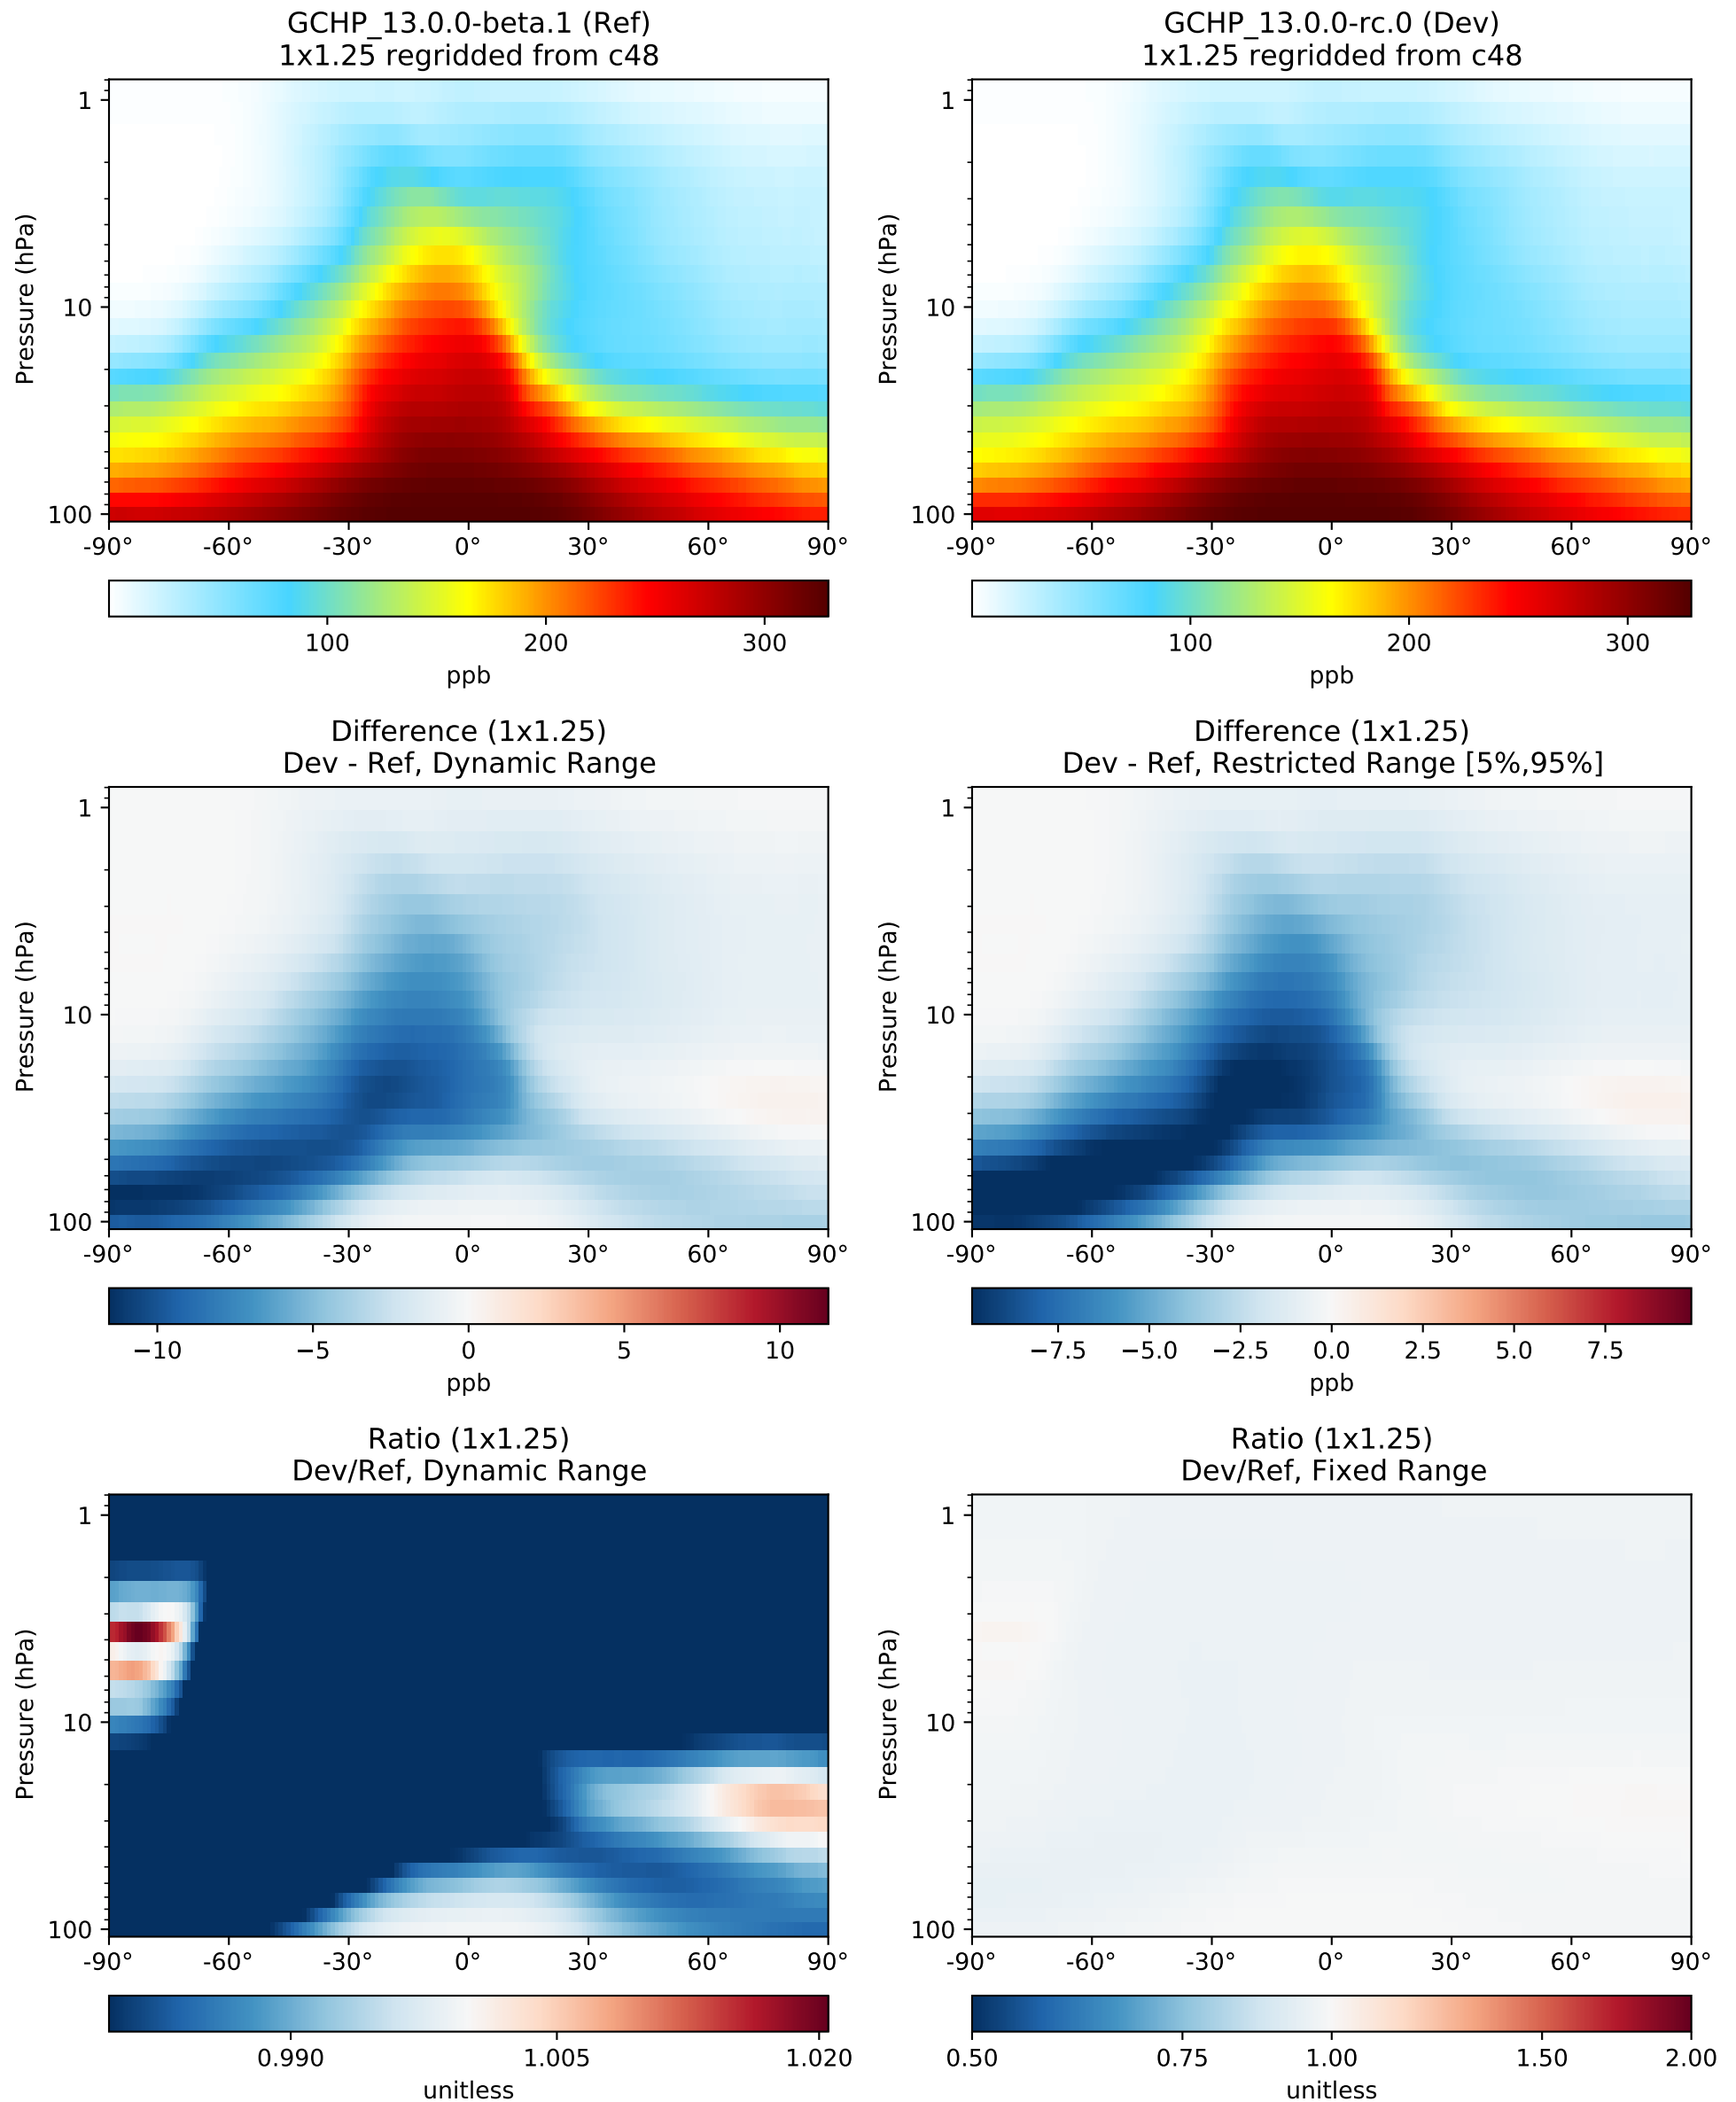 GCHP_13.0.0-beta.1 (Ref)
1x1.25 regridded from c48
Pressure (hPa)
1
10
100
-90° -60° -30° 0° 30° 60° 90°
100 200 300
ppb
GCHP_13.0.0-rc.0 (Dev)
1x1.25 regridded from c48
Pressure (hPa)
1
10
100
-90° -60° -30° 0° 30° 60° 90°
100 200 300
ppb
Difference (1x1.25)
Dev - Ref, Dynamic Range
Pressure (hPa)
1
10
100
-90° -60° -30° 0° 30° 60° 90°
−10 −5 0 5 10
ppb
Difference (1x1.25)
Dev - Ref, Restricted Range [5%,95%]
Pressure (hPa)
1
10
100
-90° -60° -30° 0° 30° 60° 90°
−7.5 −5.0 −2.5 0.0 2.5 5.0 7.5
ppb
Ratio (1x1.25)
Dev/Ref, Dynamic Range
Pressure (hPa)
1
10
100
-90° -60° -30° 0° 30° 60° 90°
0.990 1.005 1.020
unitless
Ratio (1x1.25)
Dev/Ref, Fixed Range
Pressure (hPa)
1
10
100
-90° -60° -30° 0° 30° 60° 90°
0.50 0.75 1.00 1.50 2.00
unitless